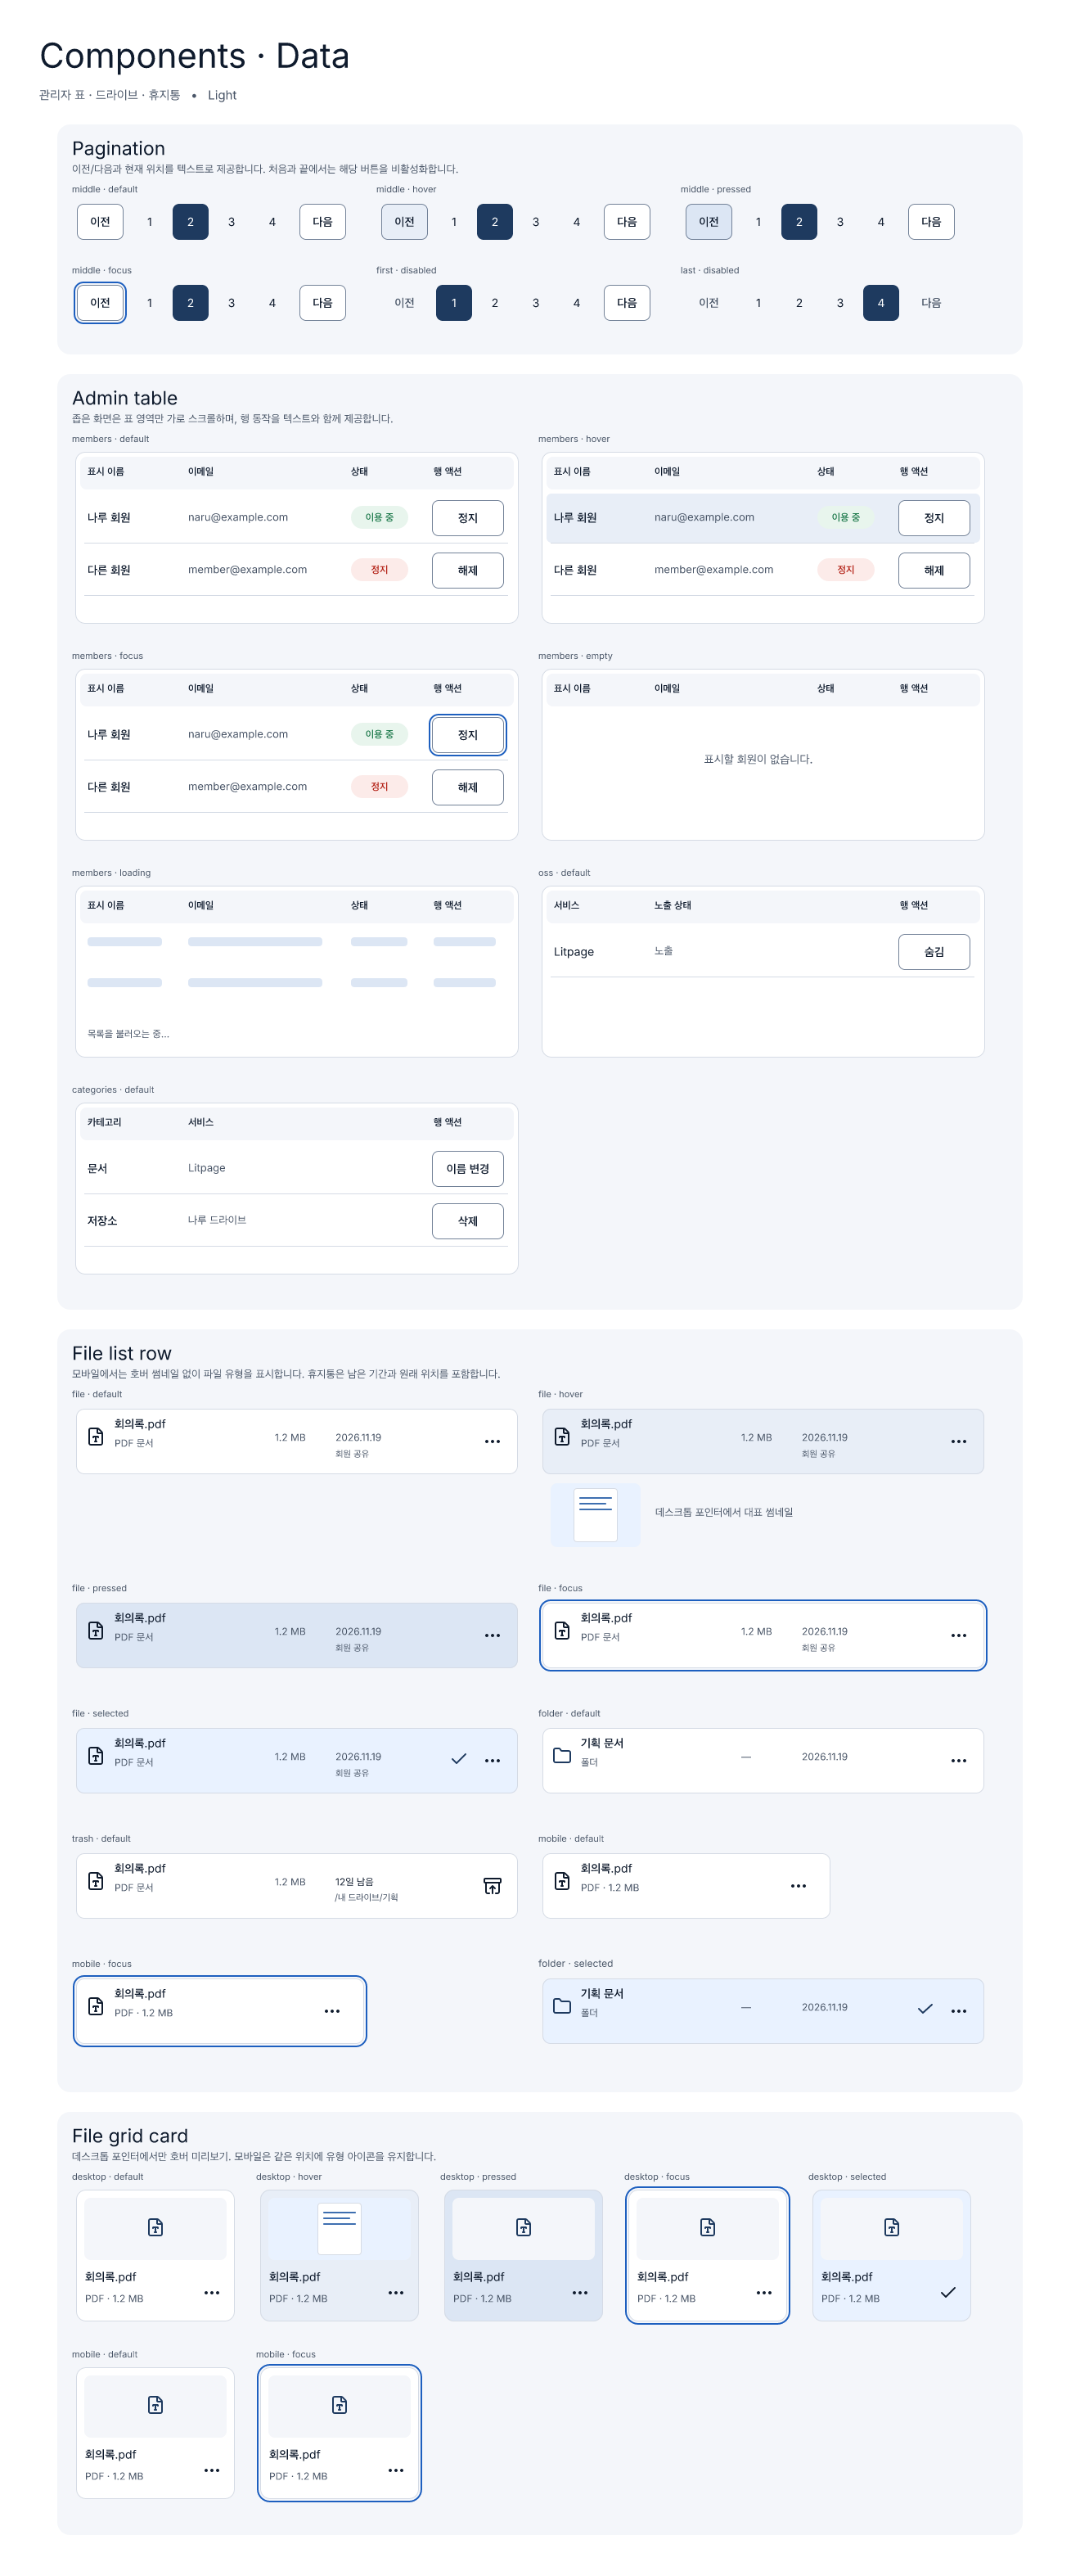 Components · Data
관리자 표 · 드라이브 · 휴지통 • Light
Pagination
이전/다음과 현재 위치를 텍스트로 제공합니다. 처음과 끝에서는 해당 버튼을 비활성화합니다.
middle · default
이전 1 2 3 4 다음
middle · hover
이전 1 2 3 4 다음
middle · pressed
이전 1 2 3 4 다음
middle · focus
이전 1 2 3 4 다음
first · disabled
이전 1 2 3 4 다음
last · disabled
이전 1 2 3 4 다음
Admin table
좁은 화면은 표 영역만 가로 스크롤하며, 행 동작을 텍스트와 함께 제공합니다.
members · default
표시 이름 이메일 상태 행 액션
나루 회원 naru@example.com 이용 중 정지
다른 회원 member@example.com 정지 해제
members · hover
표시 이름 이메일 상태 행 액션
나루 회원 naru@example.com 이용 중 정지
다른 회원 member@example.com 정지 해제
members · focus
표시 이름 이메일 상태 행 액션
나루 회원 naru@example.com 이용 중 정지
다른 회원 member@example.com 정지 해제
members · empty
표시 이름 이메일 상태 행 액션
표시할 회원이 없습니다.
members · loading
표시 이름 이메일 상태 행 액션
목록을 불러오는 중…
oss · default
서비스 노출 상태 행 액션
Litpage 노출 숨김
categories · default
카테고리 서비스 행 액션
문서 Litpage 이름 변경
저장소 나루 드라이브 삭제
File list row
모바일에서는 호버 썸네일 없이 파일 유형을 표시합니다. 휴지통은 남은 기간과 원래 위치를 포함합니다.
file · default
회의록.pdf
PDF 문서 1.2 MB 2026.11.19
회원 공유
file · hover
회의록.pdf
PDF 문서 1.2 MB 2026.11.19
회원 공유
데스크톱 포인터에서 대표 썸네일
file · pressed
회의록.pdf
PDF 문서 1.2 MB 2026.11.19
회원 공유
file · focus
회의록.pdf
PDF 문서 1.2 MB 2026.11.19
회원 공유
file · selected
회의록.pdf
PDF 문서 1.2 MB 2026.11.19
회원 공유
folder · default
기획 문서
폴더 — 2026.11.19
trash · default
회의록.pdf
PDF 문서 1.2 MB 12일 남음
/내 드라이브/기획
mobile · default
회의록.pdf
PDF · 1.2 MB
mobile · focus
회의록.pdf
PDF · 1.2 MB
folder · selected
기획 문서
폴더 — 2026.11.19
File grid card
데스크톱 포인터에서만 호버 미리보기. 모바일은 같은 위치에 유형 아이콘을 유지합니다.
desktop · default
회의록.pdf
PDF · 1.2 MB
desktop · hover
회의록.pdf
PDF · 1.2 MB
desktop · pressed
회의록.pdf
PDF · 1.2 MB
desktop · focus
회의록.pdf
PDF · 1.2 MB
desktop · selected
회의록.pdf
PDF · 1.2 MB
mobile · default
회의록.pdf
PDF · 1.2 MB
mobile · focus
회의록.pdf
PDF · 1.2 MB